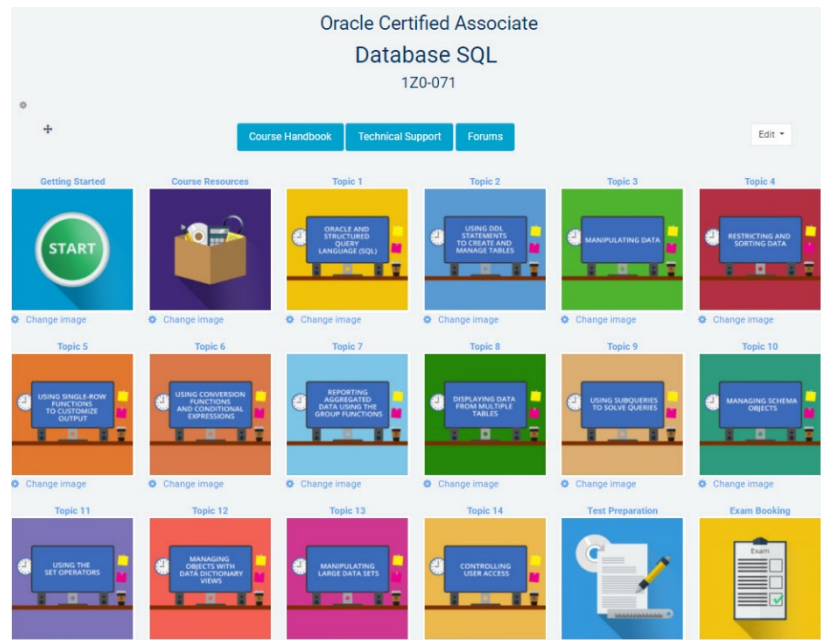 Oracle Certified Associate
Database SQL
1Z0-071
Course Handbook
Technical Support
Forums
Edit
Getting Started
Course Resources
Topic 1
Topic 2
Topic 3
Topic 4
START
ORACLE AND
STRUCTURED
QUERY
LANGUAGE (SQL)
USING DDL
STATEMENTS
TO CREATE AND
MANAGE TABLES
MANIPULATING DATA
RESTRICTING AND
SORTING DATA
Change image
Change image
Change image
Change image
Change image
Change image
Topic 5
Topic 6
Topic 7
Topic 8
Topic 9
Topic 10
USING SINGLE-ROW
FUNCTIONS
TO CUSTOMIZE
OUTPUT
USING CONVERSION
FUNCTIONS
AND CONDITIONAL
EXPRESSIONS
REPORTING
AGGREGATED
DATA USING THE
GROUP FUNCTIONS
DISPLAYING DATA
FROM MULTIPLE
TABLES
USING SUBQUERIES
TO SOLVE QUERIES
MANAGING SCHEMA
OBJECTS
Change image
Change image
Change image
Change image
Change image
Change image
Topic 11
Topic 12
Topic 13
Topic 14
Test Preparation
Exam Booking
USING THE
SET OPERATORS
MANAGING
OBJECTS WITH
DATA DICTIONARY
VIEWS
MANIPULATING
LARGE DATA SETS
CONTROLLING
USER ACCESS
Exam